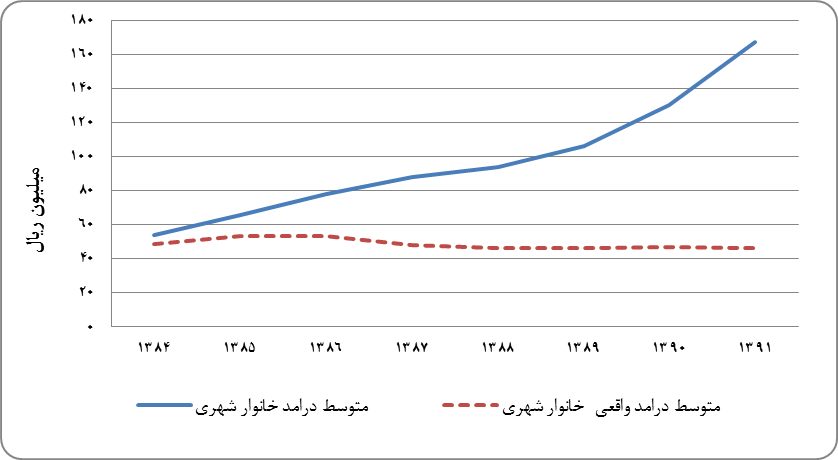 ۱۸۰
۱۶۰
۱۴۰
۱۲۰
۱۰۰
۸۰
۶۰
۴۰
۲۰
۰
میلیون ریال
۱۳۸۴ ۱۳۸۵ ۱۳۸۶ ۱۳۸۷ ۱۳۸۸ ۱۳۸۹ ۱۳۹۰ ۱۳۹۱
متوسط درامد خانوار شهری
متوسط درامد واقعی خانوار شهری